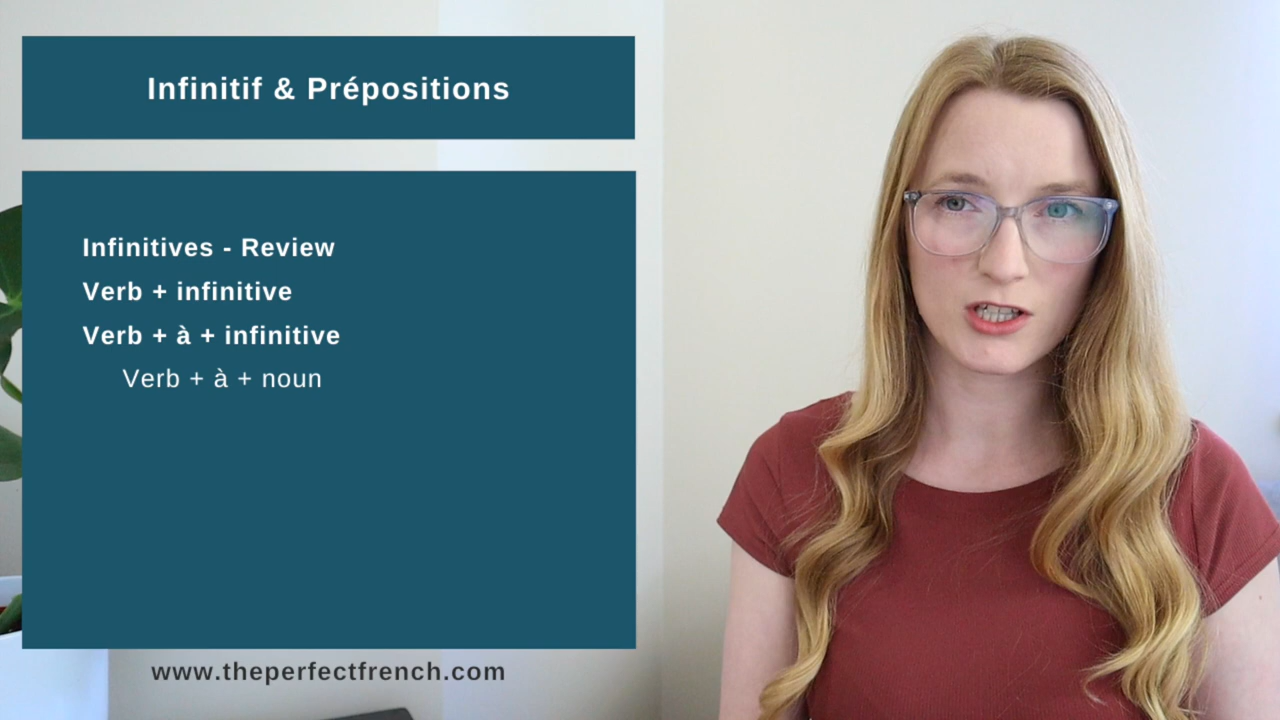 Infinitif & Prépositions
Infinitives - Review
Verb + infinitive
Verb + à + infinitive
Verb + à + noun
www.theperfectfrench.com